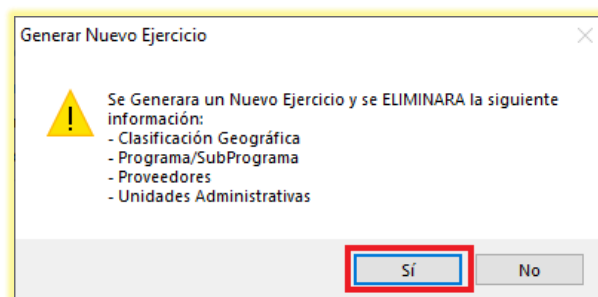 Generar Nuevo Ejercicio
Se Generara un Nuevo Ejercicio y se ELIMINARA la siguiente
información:
- Clasificación Geográfica
- Programa/SubPrograma
- Proveedores
- Unidades Administrativas
Sí No